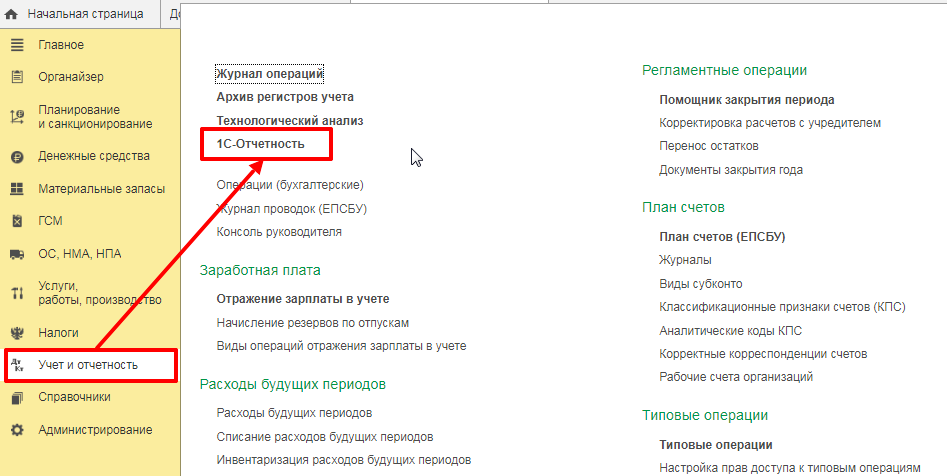 Начальная страница
Главное
Органайзер
Планирование
и санкционирование
Денежные средства
Материальные запасы
ГСМ
ОС, НМА, НПА
Услуги,
работы, производство
Налоги
Дт
Кт
Учет и отчетность
Справочники
Администрирование
Журнал операций
Архив регистров учета
Технологический анализ
1С-Отчетность
Операции (бухгалтерские)
Журнал проводок (ЕПСБУ)
Консоль руководителя
Заработная плата
Отражение зарплаты в учете
Начисление резервов по отпускам
Виды операций отражения зарплаты в учете
Расходы будущих периодов
Расходы будущих периодов
Списание расходов будущих периодов
Инвентаризация расходов будущих периодов
Регламентные операции
Помощник закрытия периода
Корректировка расчетов с учредителем
Перенос остатков
Документы закрытия года
План счетов
План счетов (ЕПСБУ)
Журналы
Виды субконто
Классификационные признаки счетов (КПС)
Аналитические коды КПС
Корректные корреспонденции счетов
Рабочие счета организаций
Типовые операции
Типовые операции
Настройка прав доступа к типовым операциям